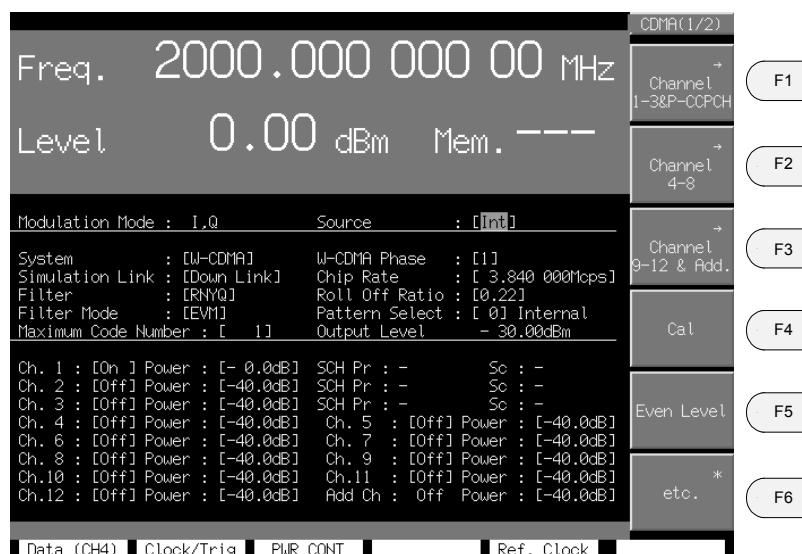 CDMA(1/2)
Freq. 2000.000 000 00 MHz
Level 0.00 dBm Mem.---
→
Channel
1-3&P-CCPCH
F1
→
Channel
4-8
F2
→
Channel
9-12 & Add.
F3
Cal
F4
Even Level
F5
*
etc.
F6
Modulation Mode : I,Q Source : [Int]
System : [W-CDMA] W-CDMA Phase : [1]
Simulation Link : [Down Link] Chip Rate : [ 3.840 000Mcps]
Filter : [RNYQ] Roll Off Ratio : [0.22]
Filter Mode : [EVM] Pattern Select : [ 0] Internal
Maximum Code Number : [ 1] Output Level - 30.00dBm
Ch. 1 : [On ] Power : [- 0.0dB] SCH Pr : - Sc : -
Ch. 2 : [Off] Power : [-40.0dB] SCH Pr : - Sc : -
Ch. 3 : [Off] Power : [-40.0dB] SCH Pr : - Sc : -
Ch. 4 : [Off] Power : [-40.0dB] Ch. 5 : [Off] Power : [-40.0dB]
Ch. 6 : [Off] Power : [-40.0dB] Ch. 7 : [Off] Power : [-40.0dB]
Ch. 8 : [Off] Power : [-40.0dB] Ch. 9 : [Off] Power : [-40.0dB]
Ch.10 : [Off] Power : [-40.0dB] Ch.11 : [Off] Power : [-40.0dB]
Ch.12 : [Off] Power : [-40.0dB] Add Ch : Off Power : [-40.0dB]
Data (CH4) Clock/Trig PWR CONT Ref. Clock